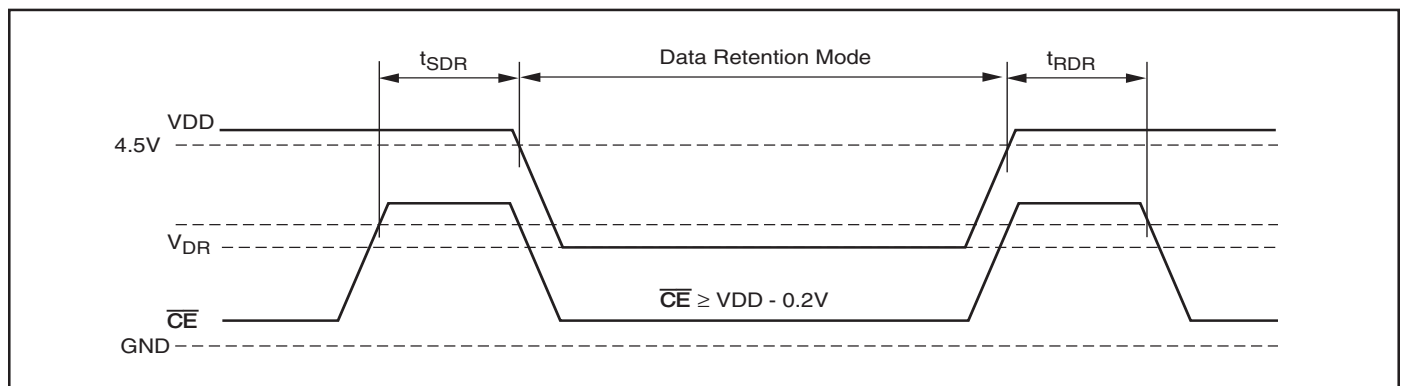 tSDR
Data Retention Mode
tRDR
VDD
4.5V
VDR
CE ≥ VDD - 0.2V
CE
GND